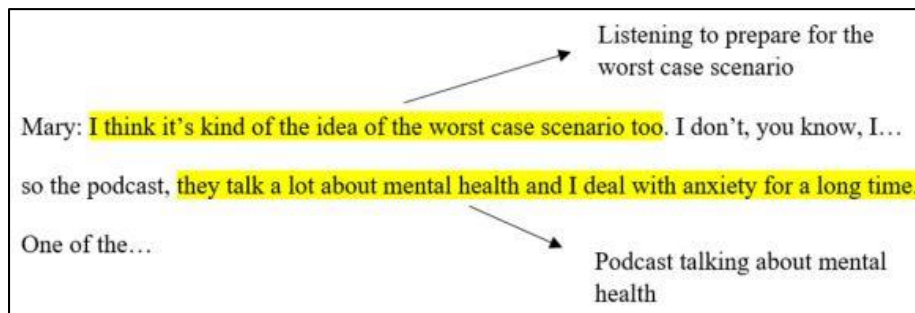 Listening to prepare for the
worst case scenario
Mary: I think it’s kind of the idea of the worst case scenario too. I don’t, you know, I…
so the podcast, they talk a lot about mental health and I deal with anxiety for a long time.
One of the…
Podcast talking about mental
health